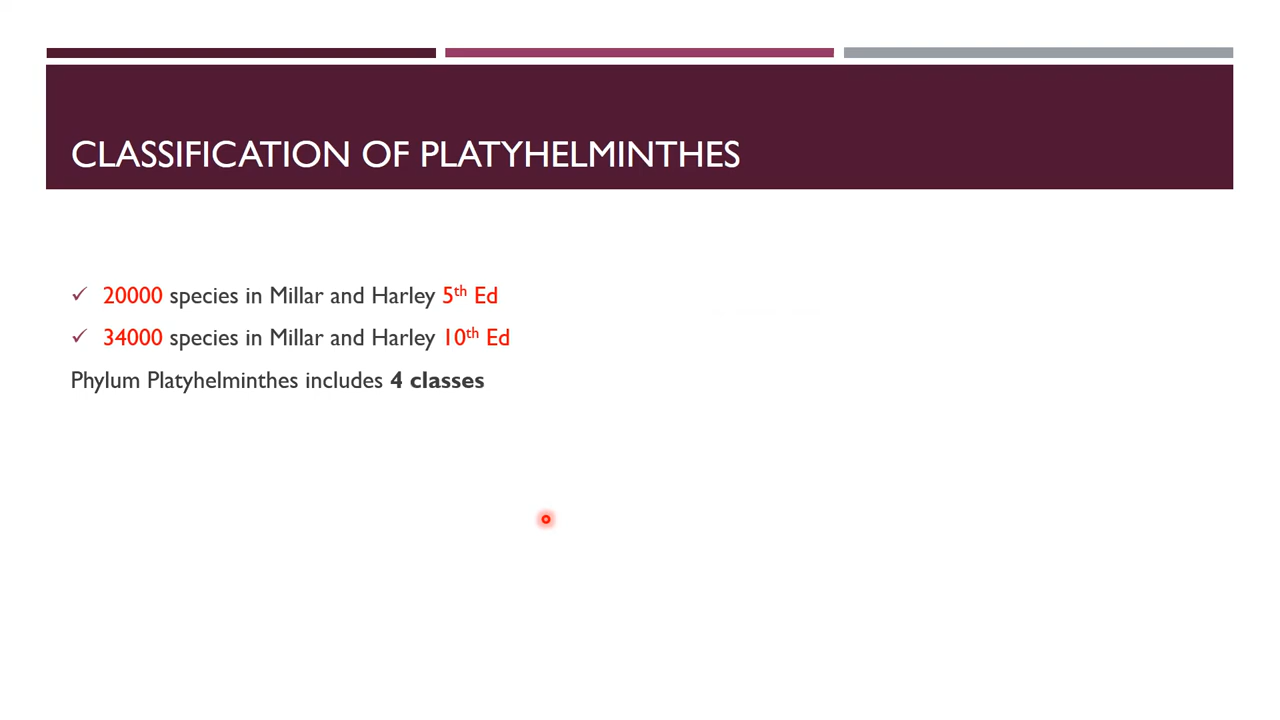 CLASSIFICATION OF PLATYHELMINTHES
✓ 20000 species in Millar and Harley 5th Ed
✓ 34000 species in Millar and Harley 10th Ed
Phylum Platyhelminthes includes 4 classes